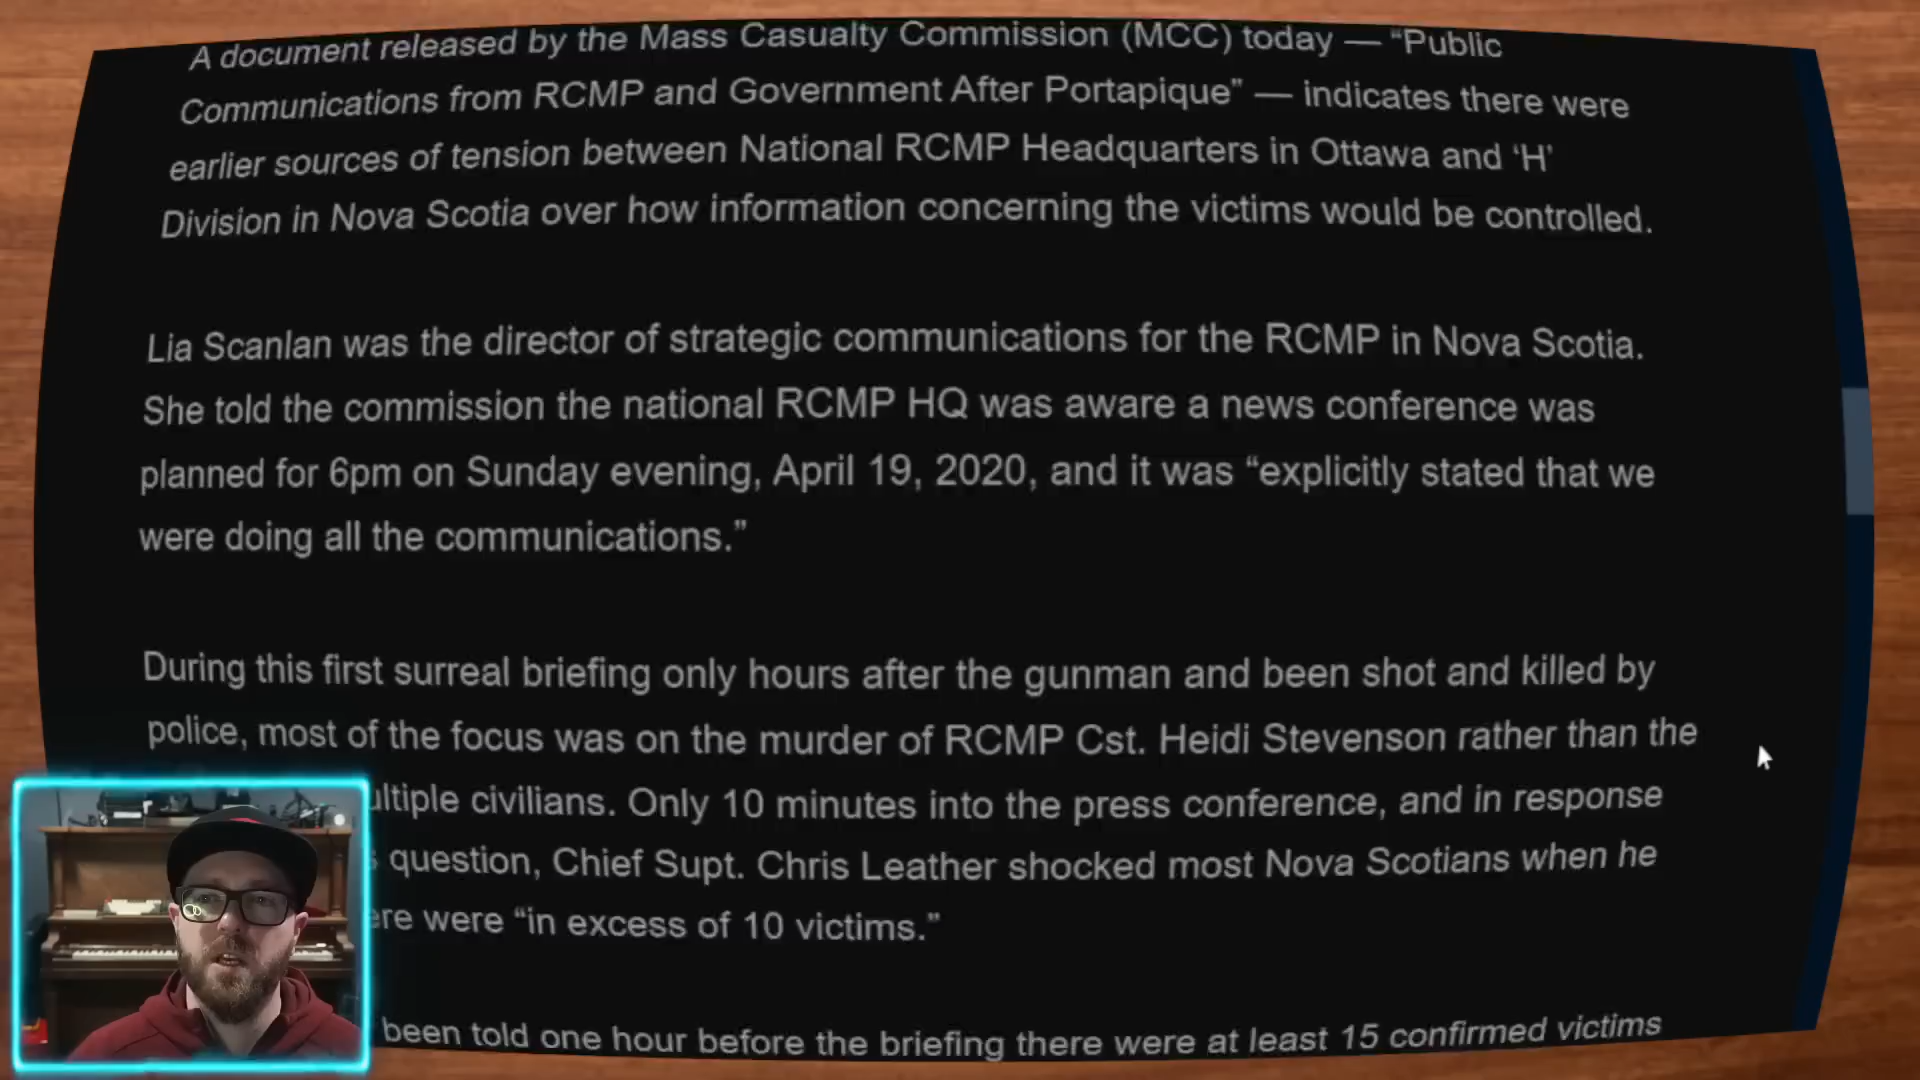 A document released by the Mass Casualty Commission (MCC) today — “Public
Communications from RCMP and Government After Portapique” — indicates there were
earlier sources of tension between National RCMP Headquarters in Ottawa and ‘H’
Division in Nova Scotia over how information concerning the victims would be controlled.
Lia Scanlan was the director of strategic communications for the RCMP in Nova Scotia.
She told the commission the national RCMP HQ was aware a news conference was
planned for 6pm on Sunday evening, April 19, 2020, and it was “explicitly stated that we
were doing all the communications.”
During this first surreal briefing only hours after the gunman and been shot and killed by
police, most of the focus was on the murder of RCMP Cst. Heidi Stevenson rather than the
civilians. Only 10 minutes into the press conference, and in response
question, Chief Supt. Chris Leather shocked most Nova Scotians when he
were “in excess of 10 victims.”
been told one hour before the briefing there were at least 15 confirmed victims